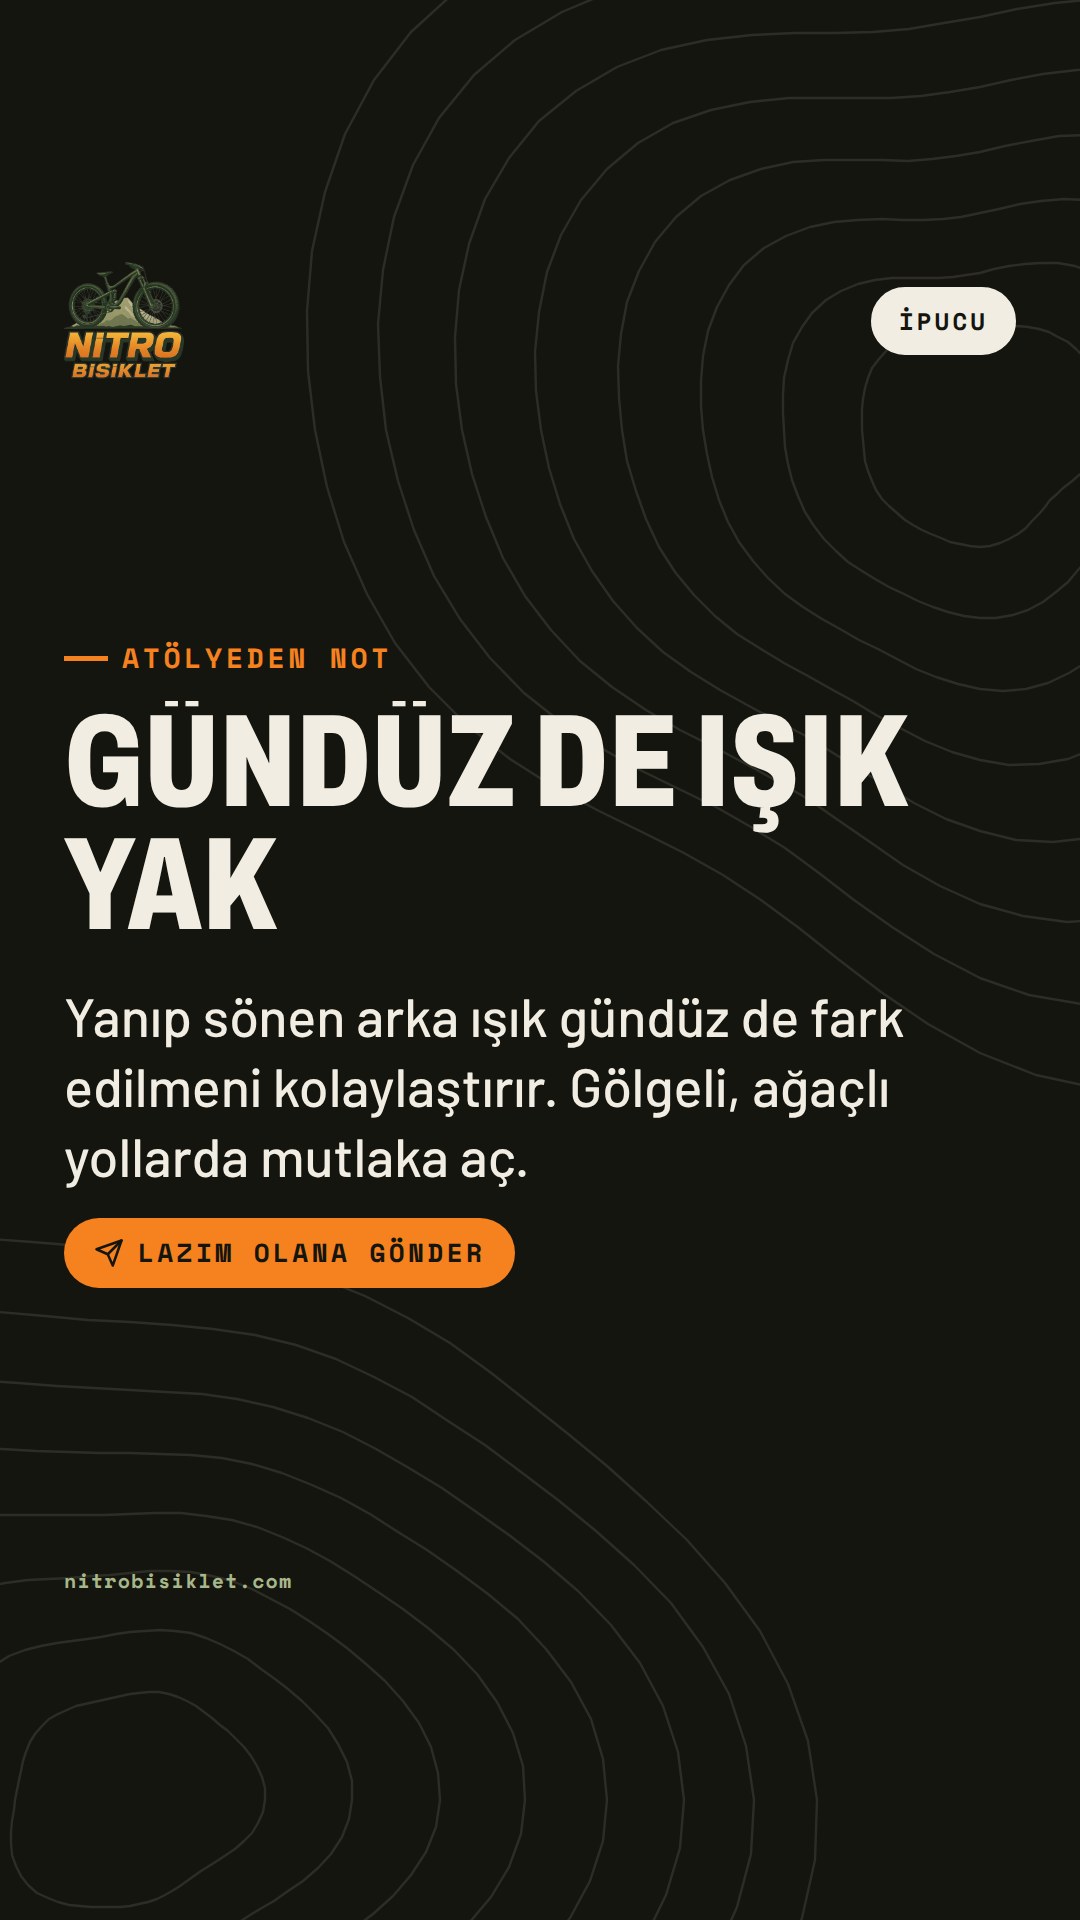 NiTRO
BiSiKLET
İPUCU
ATÖLYEDEN NOT
GÜNDÜZ DE IŞIK
YAK
Yanıp sönen arka ışık gündüz de fark
edilmeni kolaylaştırır. Gölgeli, ağaçlı
yollarda mutlaka aç.
LAZIM OLANA GÖNDER
nitrobisiklet.com